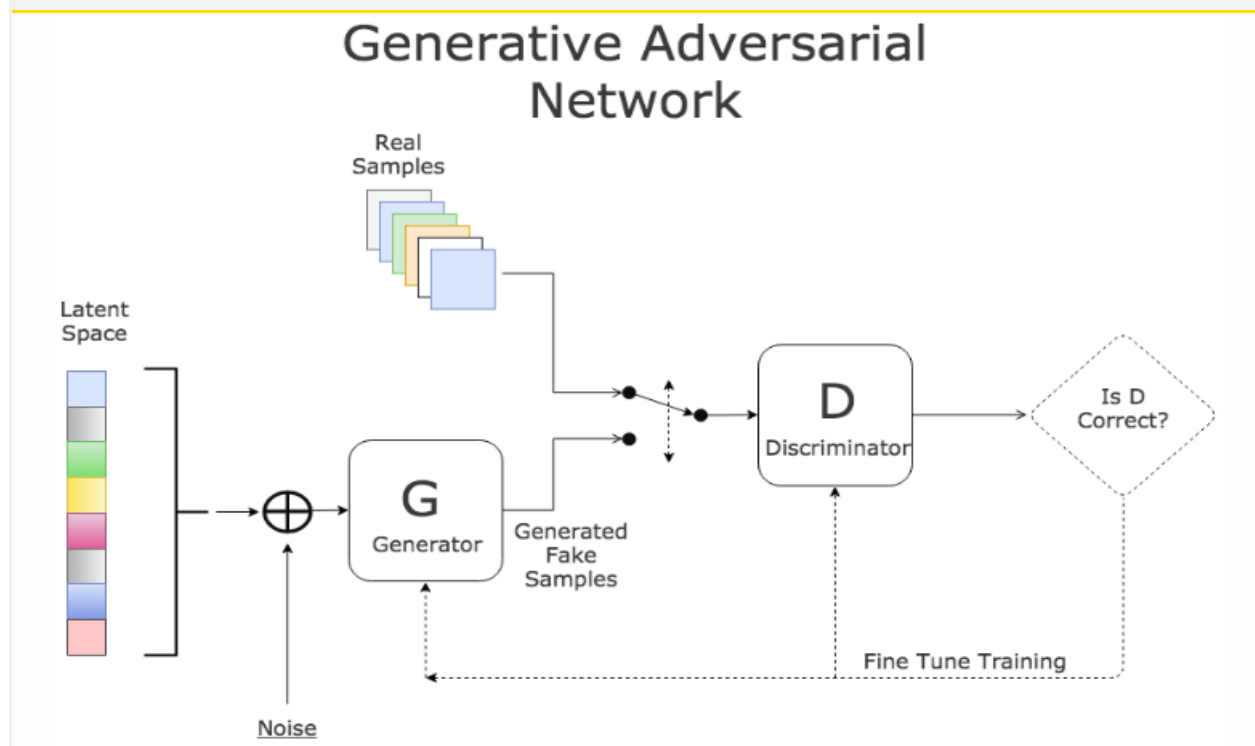 Generative Adversarial
Network
Real
Samples
Latent
Space
D
Discriminator
Is D
Correct?
G
Generator
Generated
Fake
Samples
Fine Tune Training
Noise